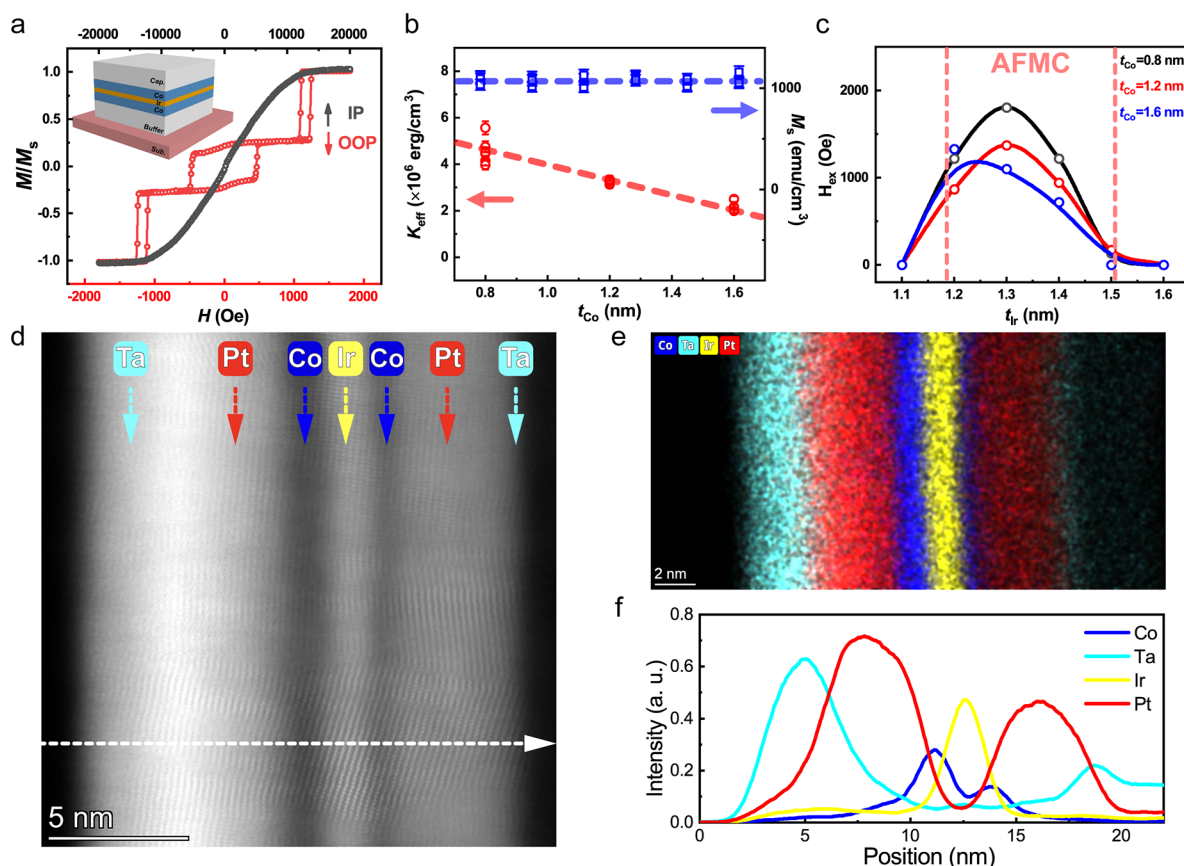 a
-20000 -10000 0 10000 20000
1.0
0.5
0.0
-0.5
-1.0
M/Ms
Cap.
Co
Ir
Co
Buffer
Sub.
IP
OOP
-2000 -1000 0 1000 2000
H (Oe)
b
8
6
4
2
0
Keff (×10⁶ erg/cm³)
1000
0
Ms (emu/cm³)
0.8 1.0 1.2 1.4 1.6
tCo (nm)
c
AFMC
tCo=0.8 nm
tCo=1.2 nm
tCo=1.6 nm
2000
1000
0
Hex (Oe)
1.1 1.2 1.3 1.4 1.5 1.6
tIr (nm)
d
Ta Pt Co Ir Co Pt Ta
5 nm
e
Co Ta Ir Pt
2 nm
f
0.8
0.6
0.4
0.2
0.0
Intensity (a. u.)
Co
Ta
Ir
Pt
0 5 10 15 20
Position (nm)